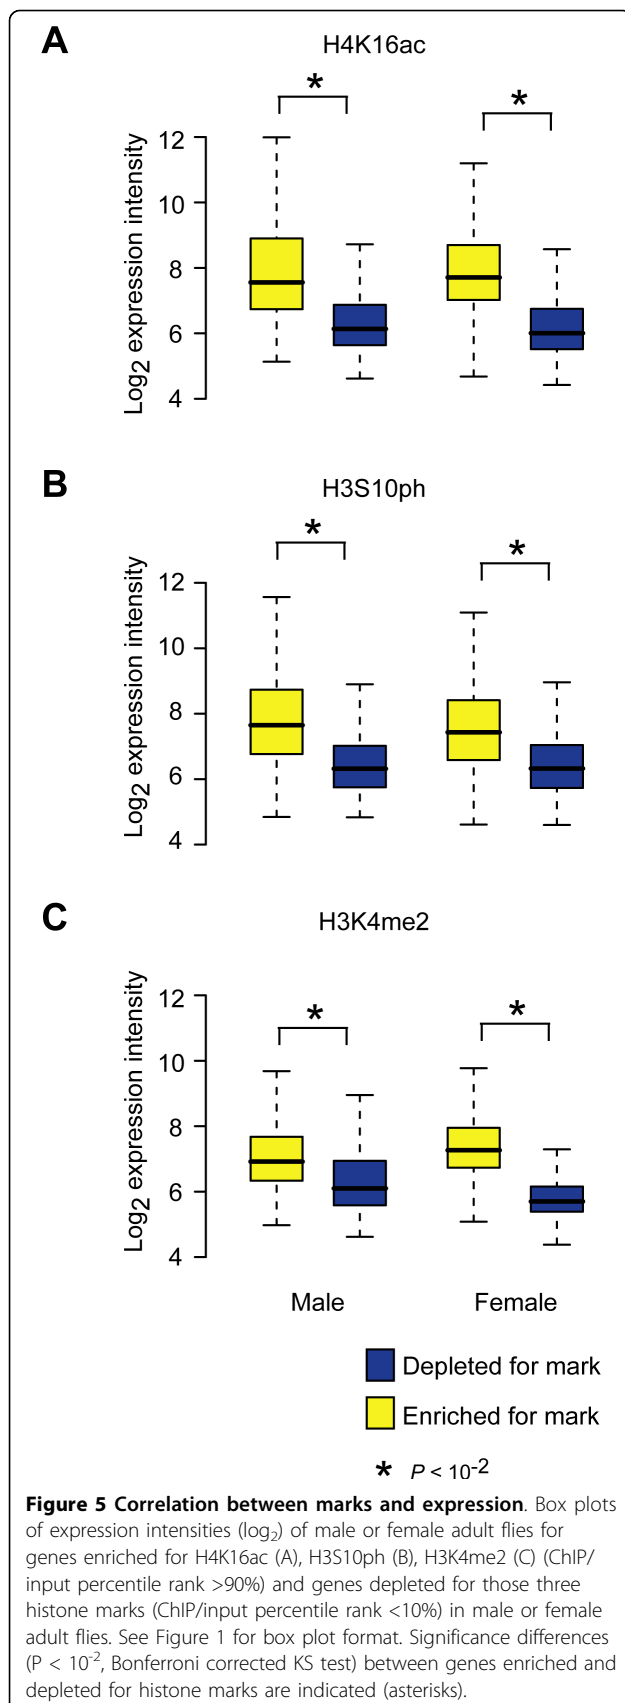 A
H4K16ac
*
*
Log2 expression intensity
12
10
8
6
4
B
H3S10ph
*
*
Log2 expression intensity
12
10
8
6
4
C
H3K4me2
*
*
Log2 expression intensity
12
10
8
6
4
Male Female
Depleted for mark
Enriched for mark
* P < 10-2
Figure 5 Correlation between marks and expression. Box plots
of expression intensities (log2) of male or female adult flies for
genes enriched for H4K16ac (A), H3S10ph (B), H3K4me2 (C) (ChIP/
input percentile rank >90%) and genes depleted for those three
histone marks (ChIP/input percentile rank <10%) in male or female
adult flies. See Figure 1 for box plot format. Significance differences
(P < 10-2, Bonferroni corrected KS test) between genes enriched and
depleted for histone marks are indicated (asterisks).